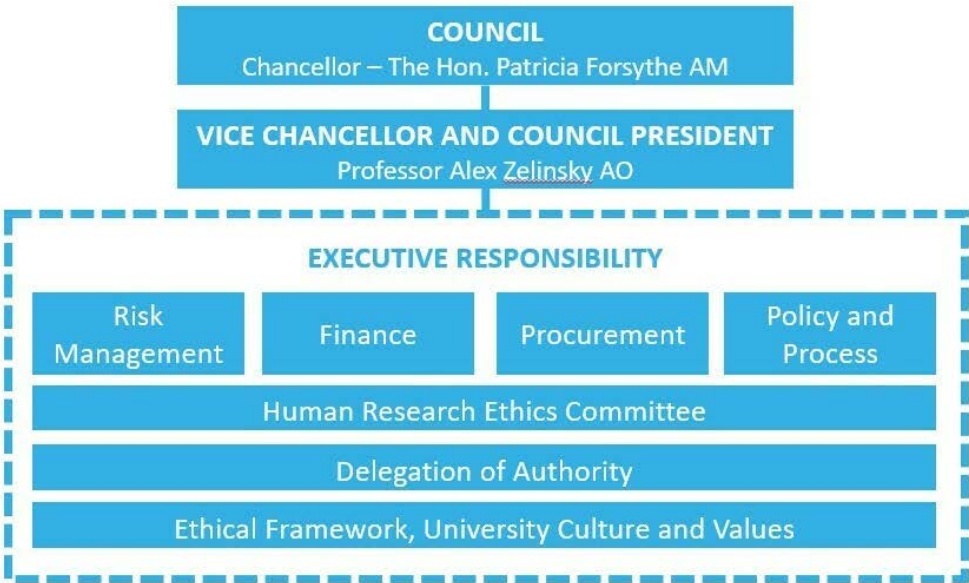 COUNCIL
Chancellor – The Hon. Patricia Forsythe AM
VICE CHANCELLOR AND COUNCIL PRESIDENT
Professor Alex Zelinsky AO
EXECUTIVE RESPONSIBILITY
Risk
Management
Finance
Procurement
Policy and
Process
Human Research Ethics Committee
Delegation of Authority
Ethical Framework, University Culture and Values